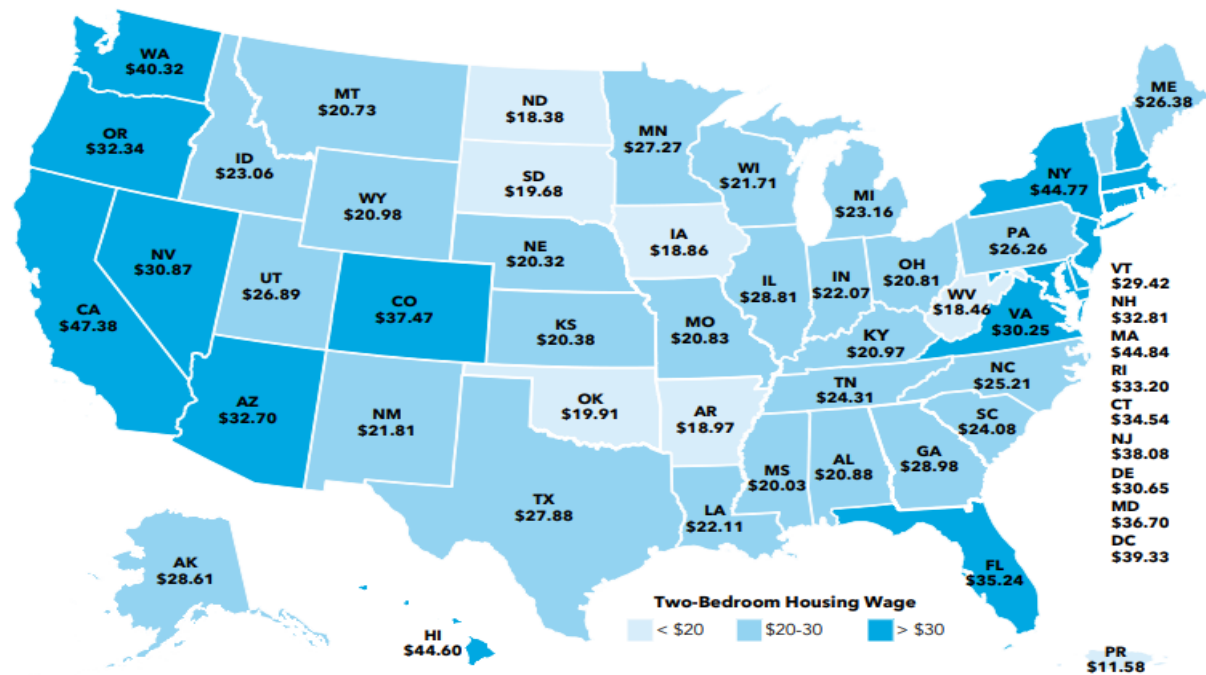 WA
$40.32
OR
$32.34
CA
$47.38
NV
$30.87
ID
$23.06
MT
$20.73
WY
$20.98
UT
$26.89
CO
$37.47
AZ
$32.70
NM
$21.81
ND
$18.38
SD
$19.68
NE
$20.32
KS
$20.38
OK
$19.91
TX
$27.88
MN
$27.27
IA
$18.86
MO
$20.83
AR
$18.97
LA
$22.11
WI
$21.71
IL
$28.81
MI
$23.16
IN
$22.07
OH
$20.81
KY
$20.97
TN
$24.31
MS
$20.03
AL
$20.88
GA
$28.98
FL
$35.24
SC
$24.08
NC
$25.21
VA
$30.25
WV
$18.46
PA
$26.26
NY
$44.77
ME
$26.38
VT
$29.42
NH
$32.81
MA
$44.84
RI
$33.20
CT
$34.54
NJ
$38.08
DE
$30.65
MD
$36.70
DC
$39.33
AK
$28.61
HI
$44.60
Two-Bedroom Housing Wage
< $20
$20-30
> $30
PR
$11.58